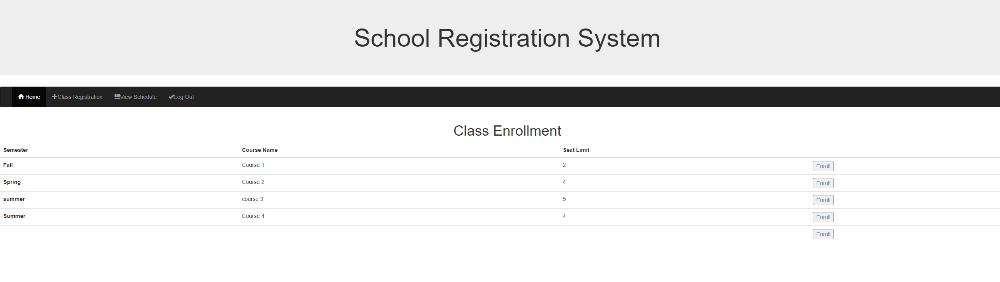 School Registration System
Home Class Registration View Schedule Log Out
Class Enrollment
Semester Course Name Seat Limit
Fall Course 1 2 Enroll
Spring Course 2 4 Enroll
summer course 3 5 Enroll
Summer Course 4 4 Enroll
Enroll